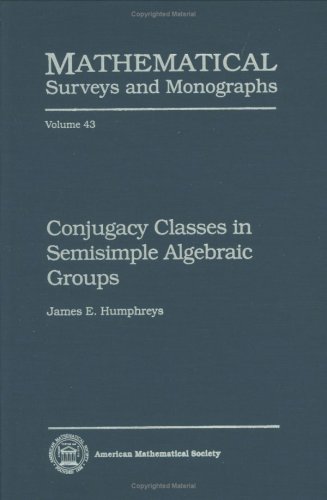 MATHEMATICAL
Surveys and Monographs
Volume 43
Conjugacy Classes in
Semisimple Algebraic
Groups
James E. Humphreys
American Mathematical Society